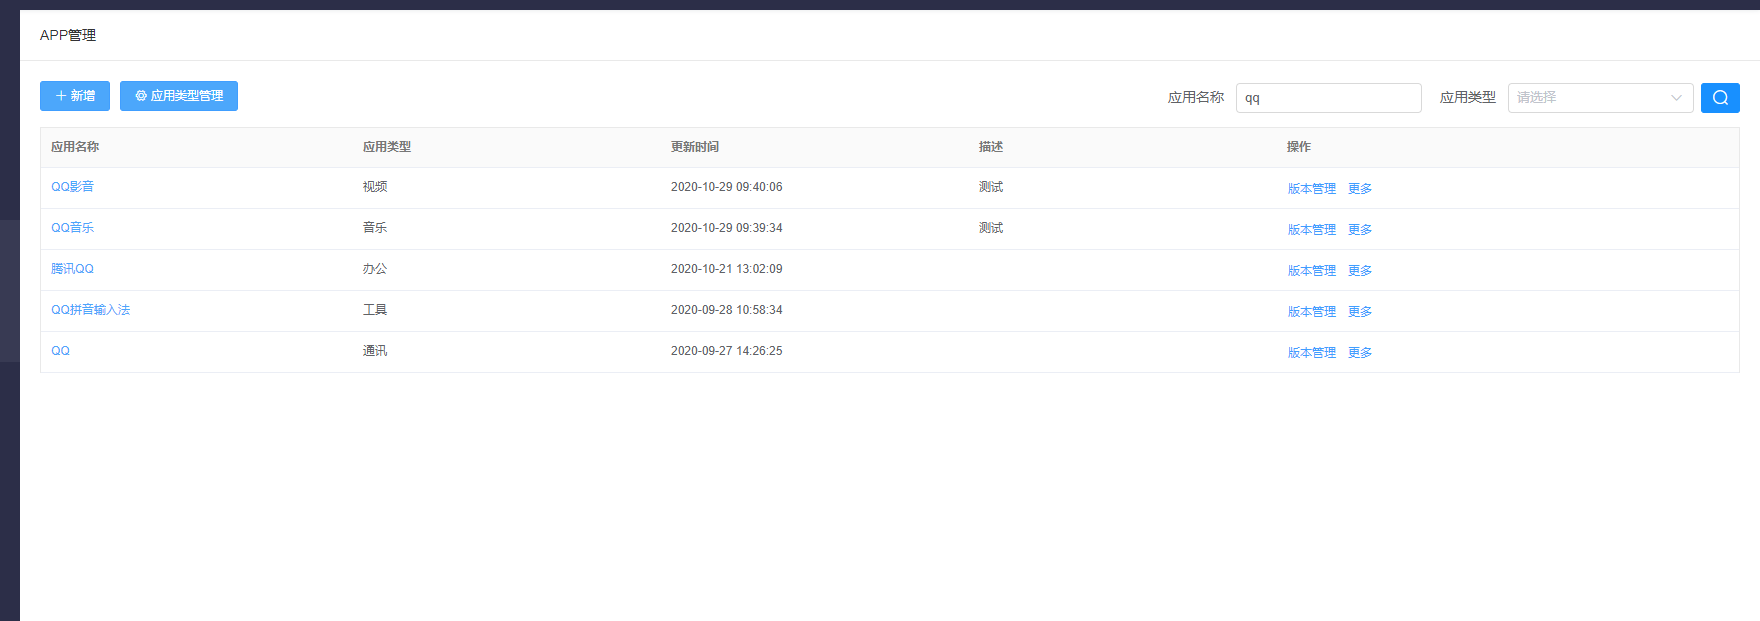 APP管理
新增 应用类型管理 应用名称 qq 应用类型 请选择
应用名称 应用类型 更新时间 描述 操作
QQ影音 视频 2020-10-29 09:40:06 测试 版本管理 更多
QQ音乐 音乐 2020-10-29 09:39:34 测试 版本管理 更多
腾讯QQ 办公 2020-10-21 13:02:09 版本管理 更多
QQ拼音输入法 工具 2020-09-28 10:58:34 版本管理 更多
QQ 通讯 2020-09-27 14:26:25 版本管理 更多